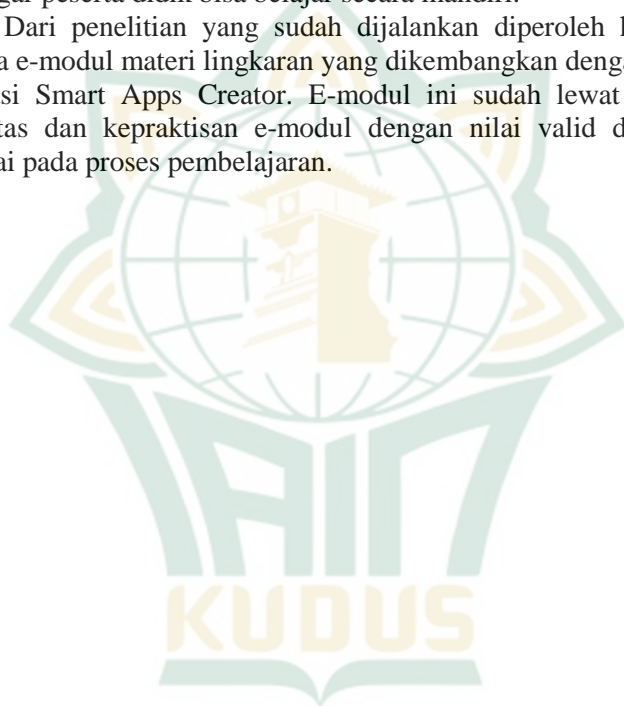 gar peserta didik bisa belajar secara mandiri.
Dari penelitian yang sudah dijalankan diperoleh
a e-modul materi lingkaran yang dikembangkan
si Smart Apps Creator. E-modul ini sudah lewat
tas dan kepraktisan e-modul dengan nilai valid
ai pada proses pembelajaran.
IAIN
KUDUS